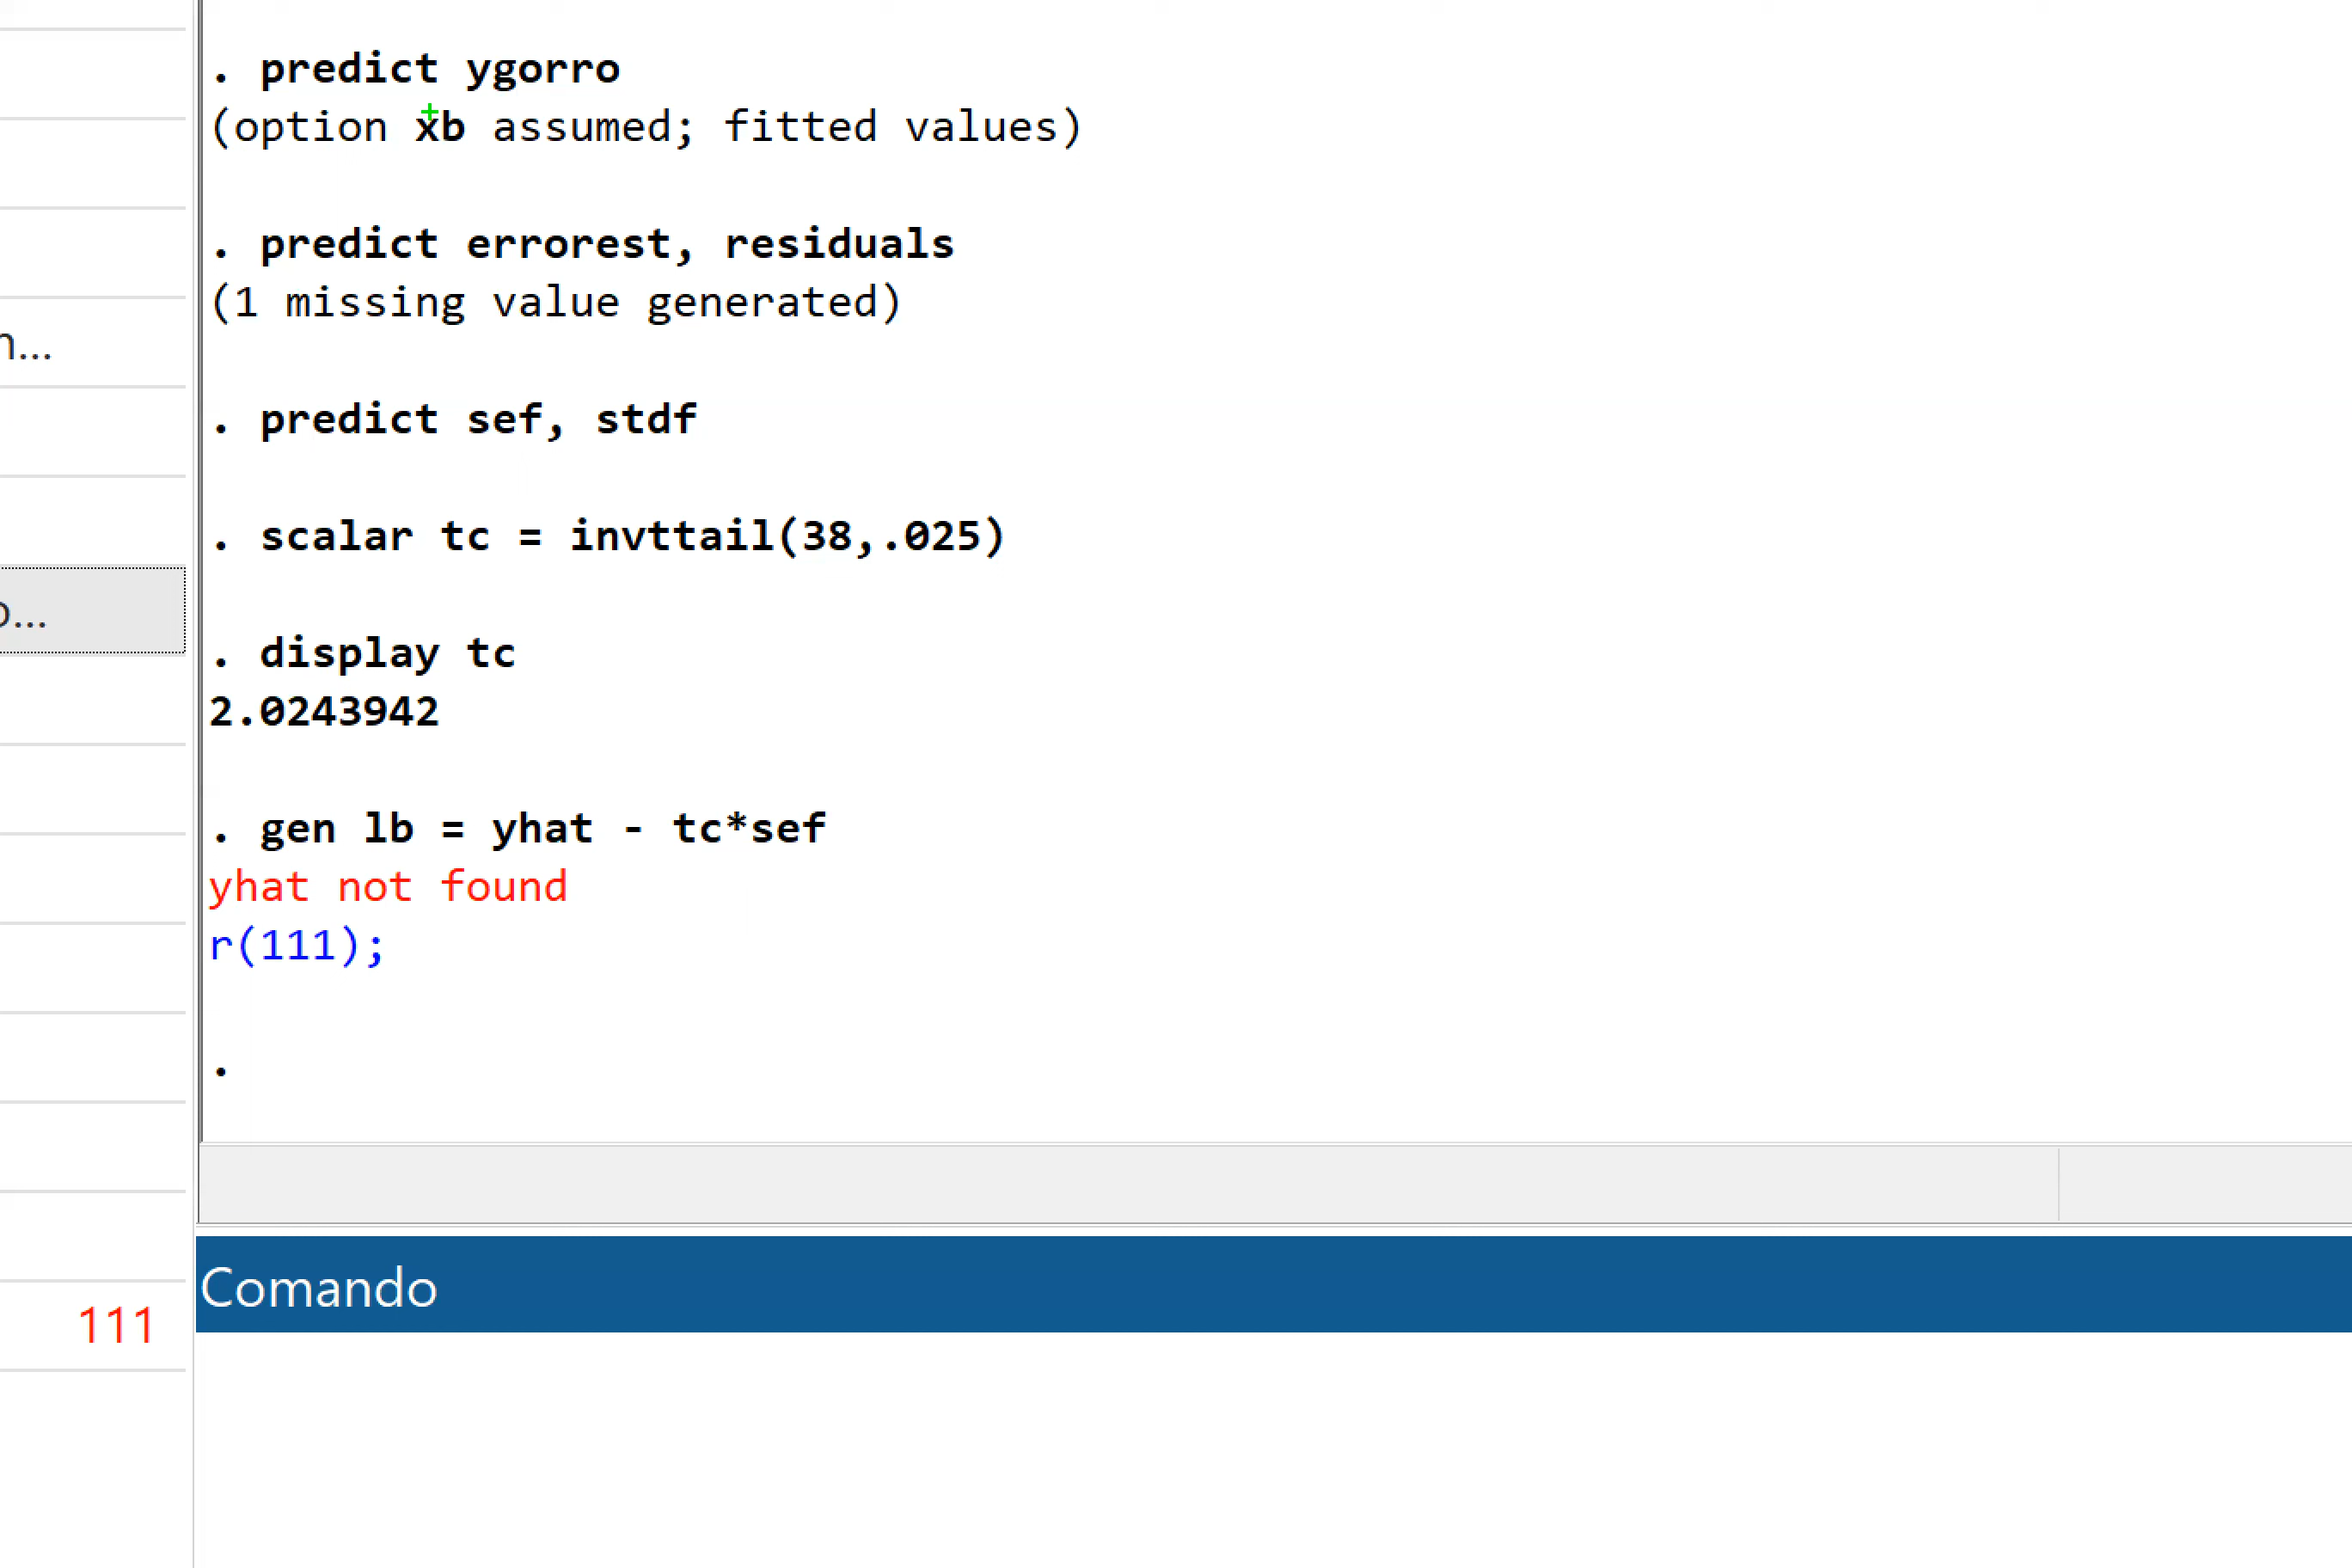 . predict ygorro
(option xb assumed; fitted values)
. predict errorest, residuals
(1 missing value generated)
n...
. predict sef, stdf
. scalar tc = invttail(38,.025)
o...
. display tc
2.0243942
. gen lb = yhat - tc*sef
yhat not found
r(111);
.
Comando
111